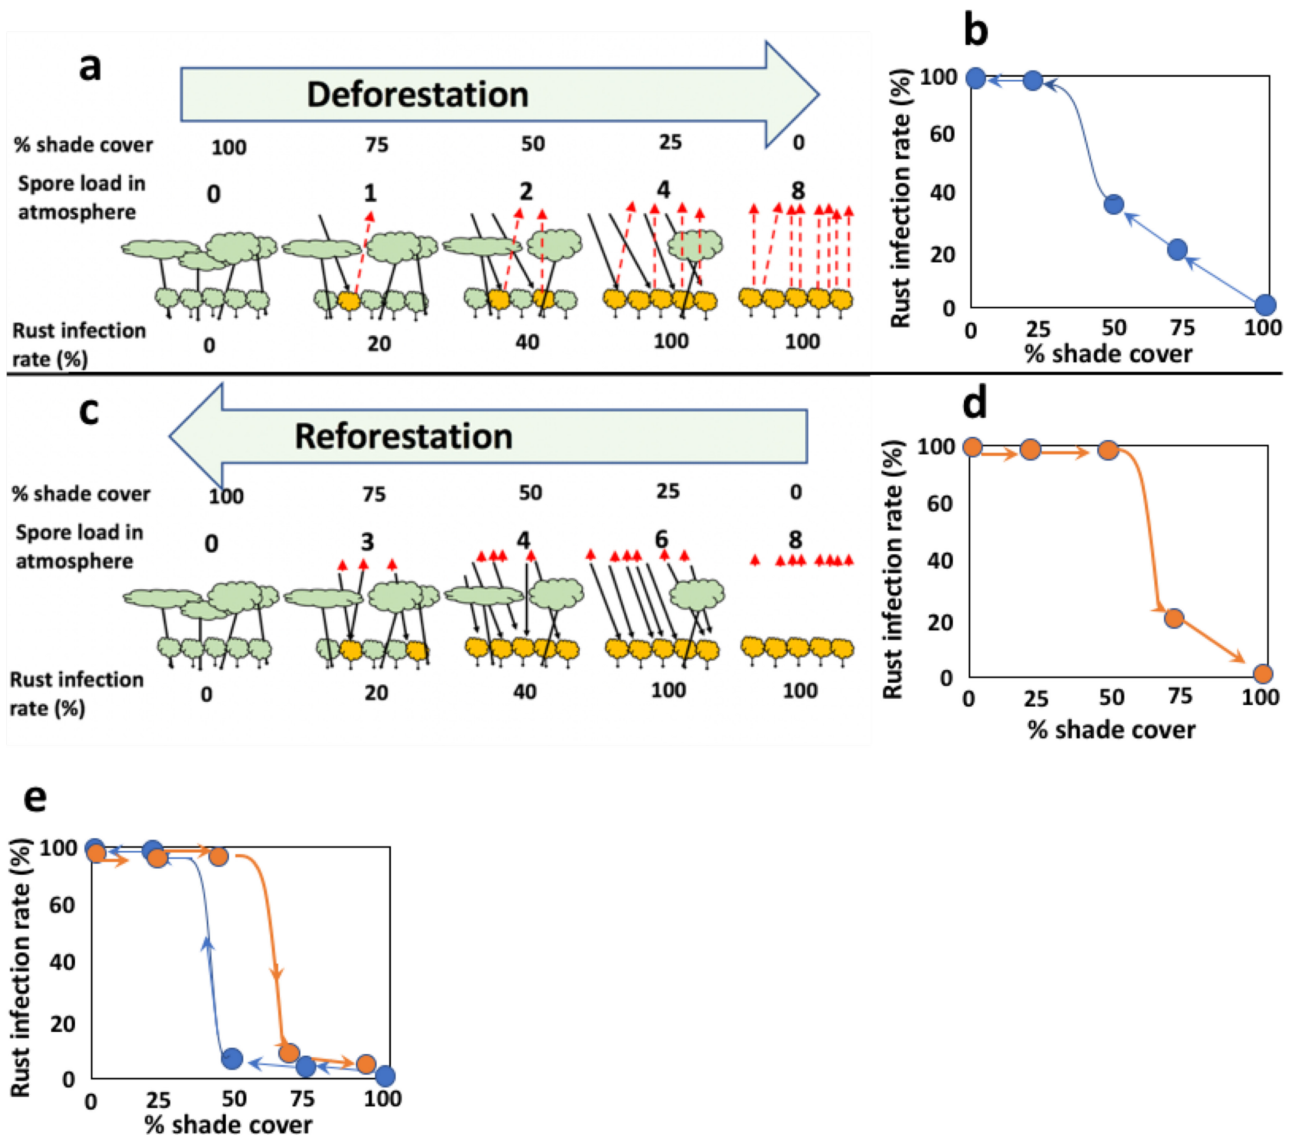 a
Deforestation
% shade cover 100 75 50 25 0
Spore load in
atmosphere
0 1 2 4 8
Rust infection
rate (%)
0 20 40 100 100
b
Rust infection rate (%)
100
60
40
20
0
0 25 50 75 100
% shade cover
c
Reforestation
% shade cover 100 75 50 25 0
Spore load in
atmosphere
0 3 4 6 8
Rust infection
rate (%)
0 20 40 100 100
d
Rust infection rate (%)
100
60
40
20
0
0 25 50 75 100
% shade cover
e
Rust infection rate (%)
100
60
40
20
0
0 25 50 75 100
% shade cover